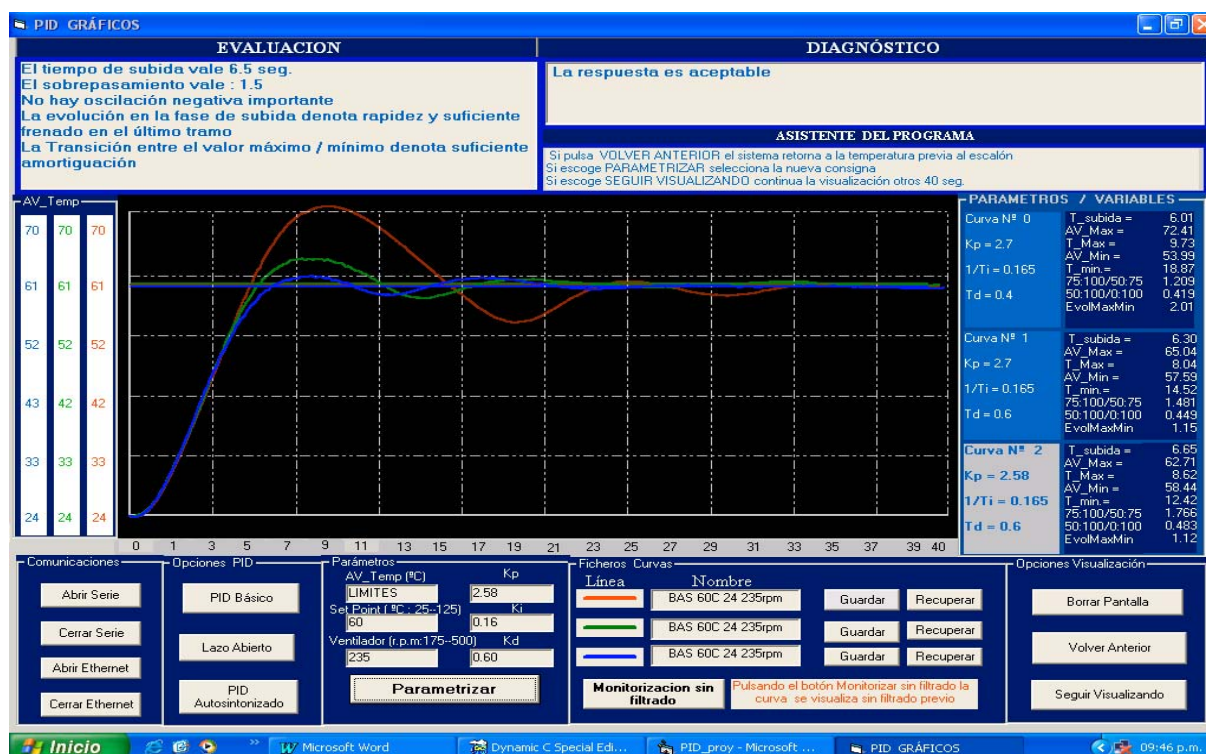 PID GRÁFICOS
EVALUACION
El tiempo de subida vale 6.5 seg.
El sobrepasamiento vale : 1.5
No hay oscilación negativa importante
La evolución en la fase de subida denota rapidez y suficiente
frenado en el último tramo
La Transición entre el valor máximo / mínimo denota suficiente
amortiguación
DIAGNÓSTICO
La respuesta es aceptable
ASISTENTE DEL PROGRAMA
Si pulsa VOLVER ANTERIOR el sistema retorna a la temperatura previa al escalón
Si escoge PARAMETRIZAR selecciona la nueva consigna
Si escoge SEGUIR VISUALIZANDO continua la visualización otros 40 seg.
AV_Temp
70 70 70
61 61 61
52 52 52
43 42 42
33 33 33
24 24 24
0 1 3 5 7 9 11 13 15 17 19 21 23 25 27 29 31 33 35 37 39 40
PARAMETROS / VARIABLES
Curva Nº 0
Kp = 2.7
1/Ti = 0.165
Td = 0.4
T_subida = 6.01
AV_Max = 72.41
T_Max = 9.73
AV_Min = 53.99
T_min.= 18.87
75:100/50:75 1.209
50:100/0:100 0.419
EvolMaxMin 2.01
Curva Nº 1
Kp = 2.7
1/Ti = 0.165
Td = 0.6
T_subida = 6.30
AV_Max = 65.04
T_Max = 8.04
AV_Min = 57.59
T_min.= 14.52
75:100/50:75 1.481
50:100/0:100 0.449
EvolMaxMin 1.15
Curva Nº 2
Kp = 2.58
1/Ti = 0.165
Td = 0.6
T_subida = 6.65
AV_Max = 62.71
T_Max = 8.62
AV_Min = 58.44
T_min.= 12.42
75:100/50:75 1.766
50:100/0:100 0.483
EvolMaxMin 1.12
Comunicaciones
Abrir Serie
Cerrar Serie
Abrir Ethernet
Cerrar Ethernet
Opciones PID
PID Básico
Lazo Abierto
PID
Autosintonizado
Parámetros
AV_Temp (ºC) Kp
LIMITES 2.58
Set Point ( ºC : 25--125) Ki
60 0.16
Ventilador (r.p.m:175--500) Kd
235 0.60
Parametrizar
Ficheros Curvas
Línea Nombre
BAS 60C 24 235rpm Guardar Recuperar
BAS 60C 24 235rpm Guardar Recuperar
BAS 60C 24 235rpm Guardar Recuperar
Monitorizacion sin
filtrado
Pulsando el botón Monitorizar sin filtrado la
curva se visualiza sin filtrado previo
Opciones Visualización
Borrar Pantalla
Volver Anterior
Seguir Visualizando
Inicio » Microsoft Word Dynamic C Special Edi... PID_proy - Microsoft ... PID GRÁFICOS 09:46 p.m.